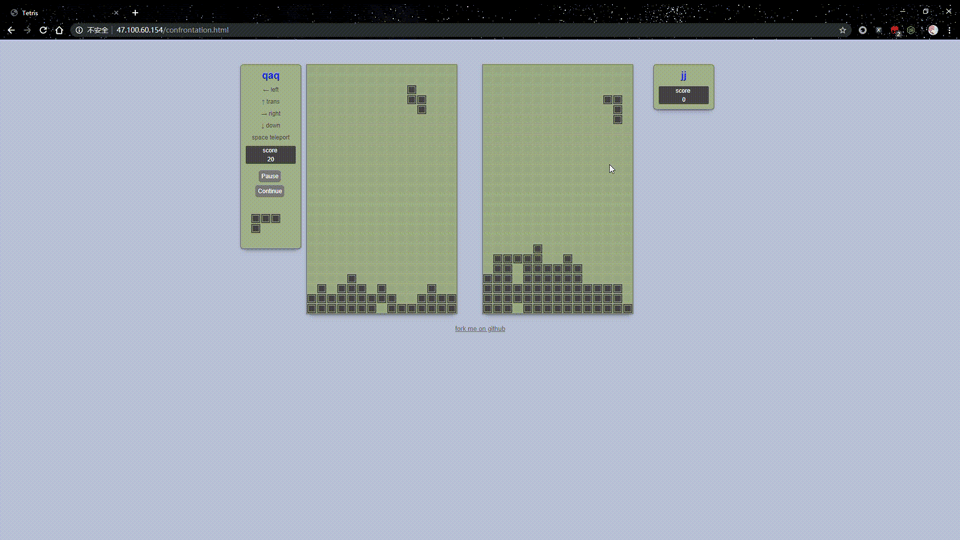 Tetris
不安全
47.100.60.154/confrontation.html
2
qaq
← left
↑ trans
→ right
↓ down
space teleport
score
20
Pause
Continue
jj
score
0
fork me on github